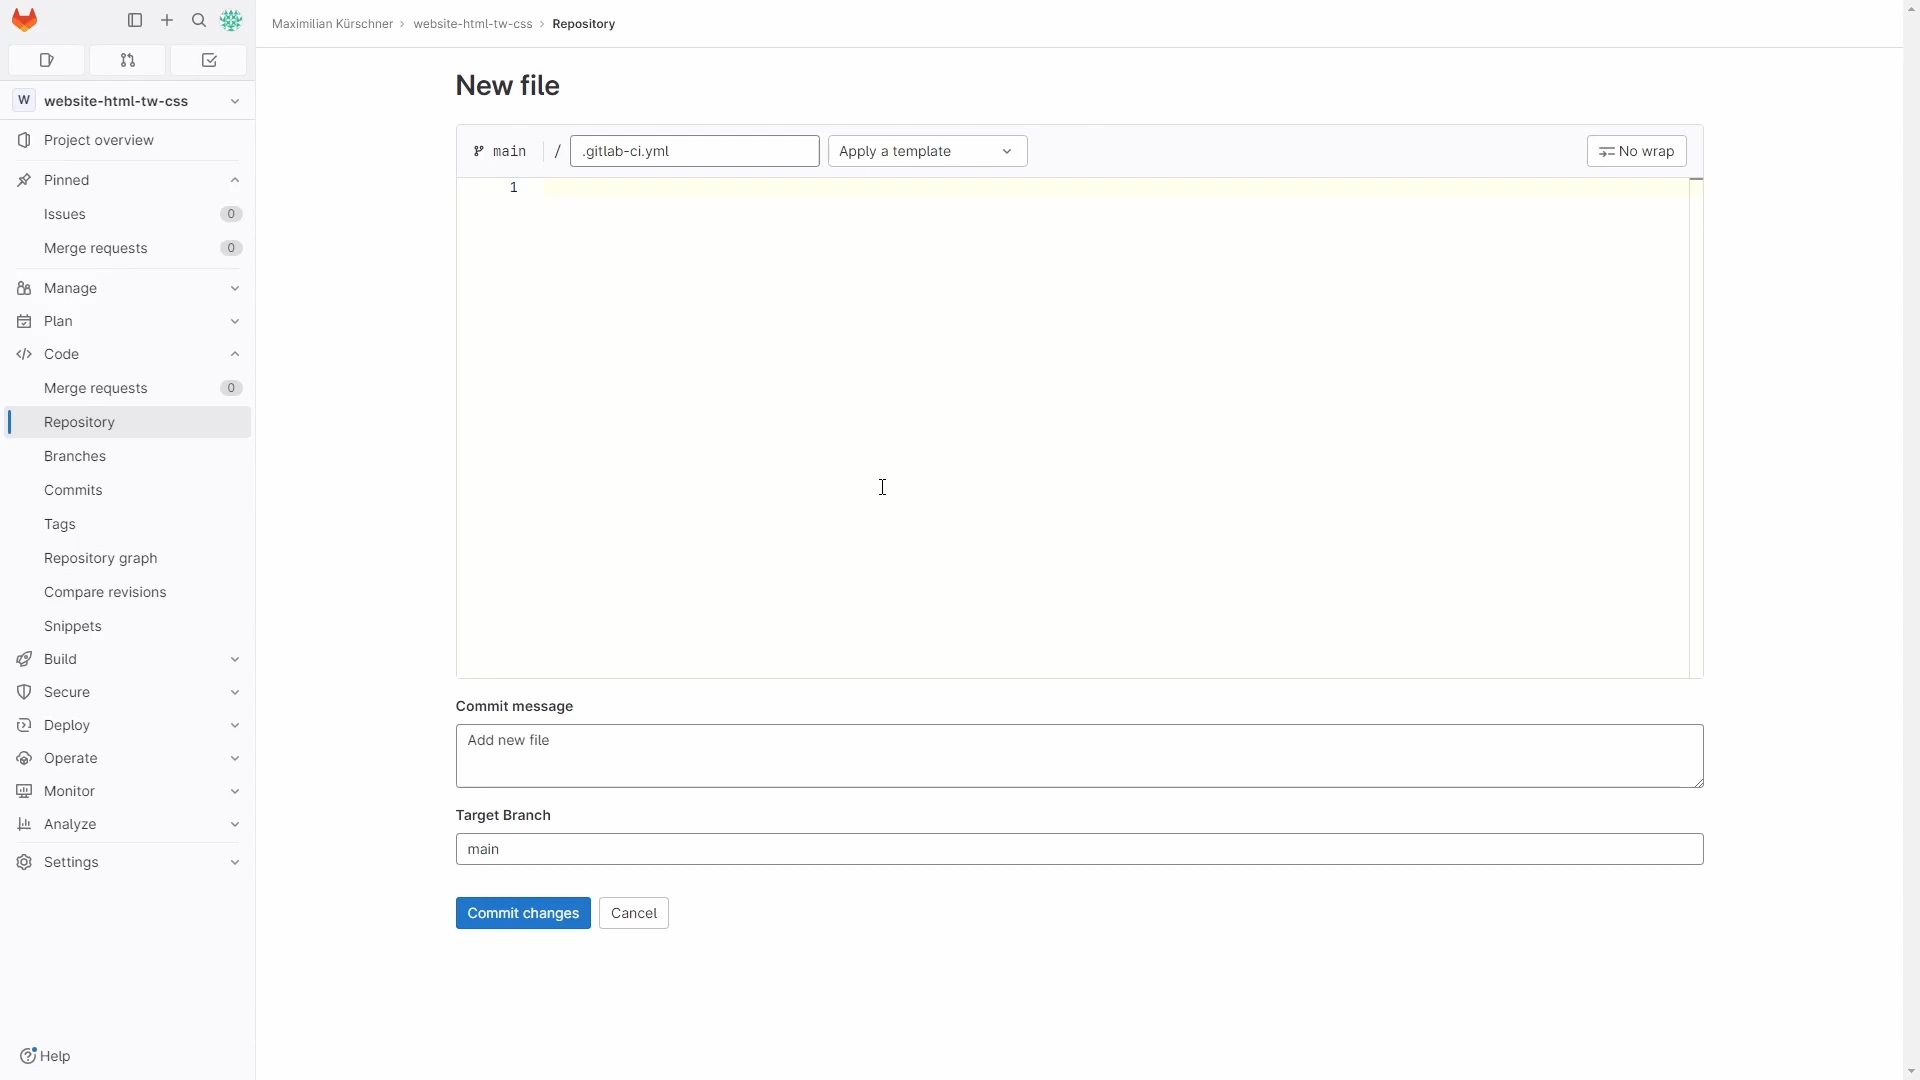 Maximilian Kürschner › website-html-tw-css › Repository
W website-html-tw-css
Project overview
Pinned
Issues 0
Merge requests 0
Manage
Plan
Code
Merge requests 0
Repository
Branches
Commits
Tags
Repository graph
Compare revisions
Snippets
Build
Secure
Deploy
Operate
Monitor
Analyze
Settings
Help
New file
main / .gitlab-ci.yml Apply a template No wrap
1
Commit message
Add new file
Target Branch
main
Commit changes Cancel